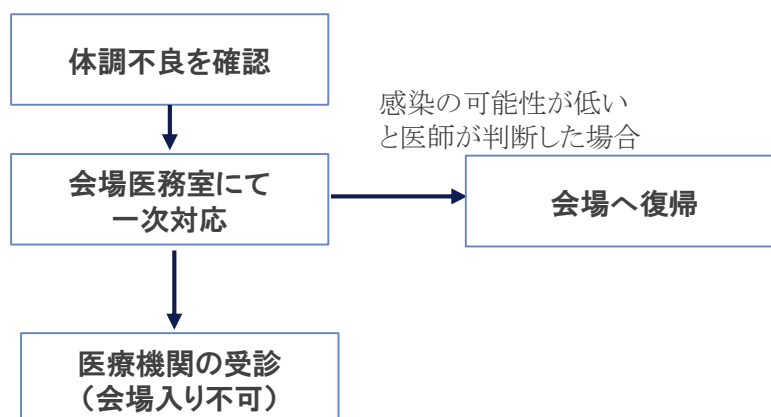 体調不良を確認
感染の可能性が低い
と医師が判断した場合
会場医務室にて
一次対応
会場へ復帰
医療機関の受診
（会場入り不可）